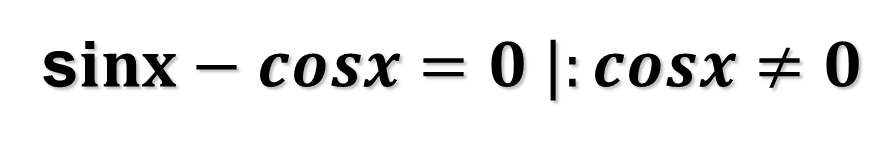 sinx − cosx = 0 |: cosx ≠ 0